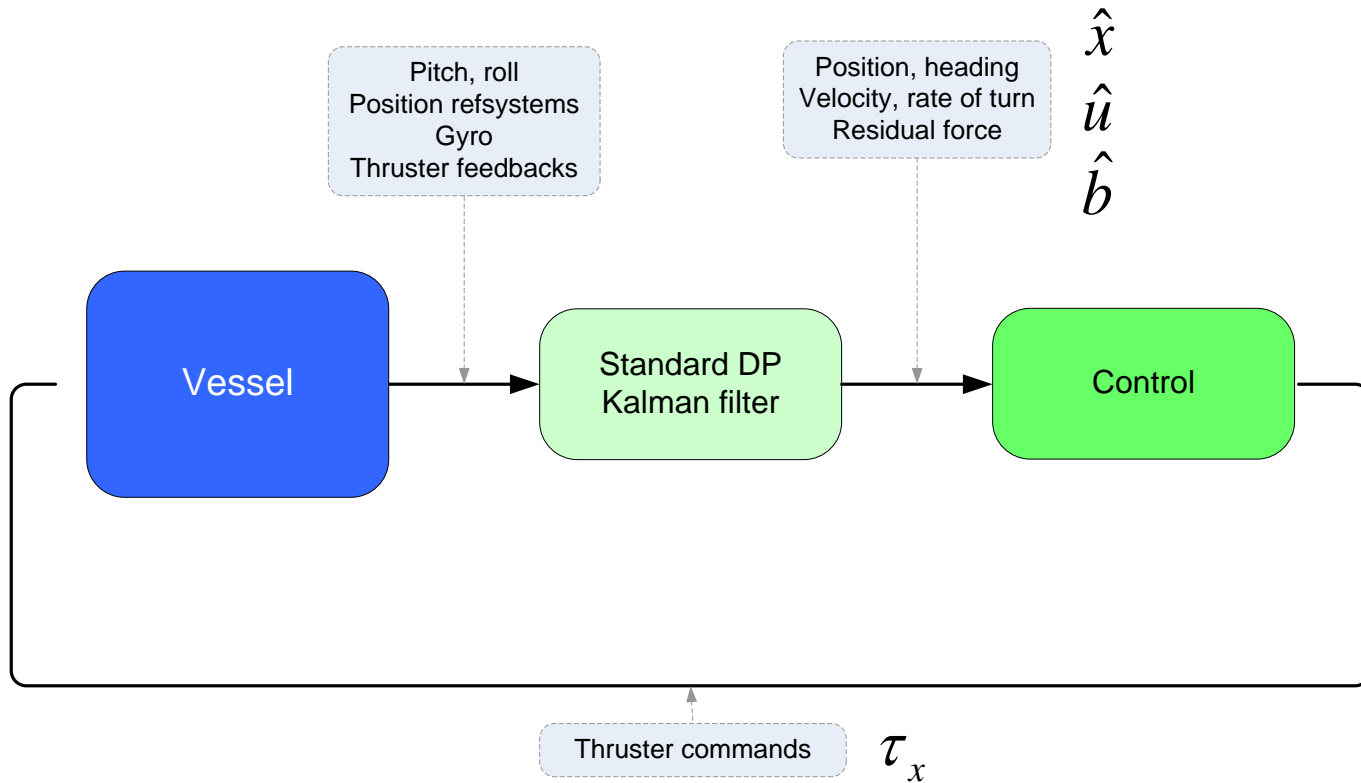 Pitch, roll
Position refsystems
Gyro
Thruster feedbacks
Position, heading
Velocity, rate of turn
Residual force
x̂
û
b̂
Vessel
Standard DP
Kalman filter
Control
Thruster commands
τₓ